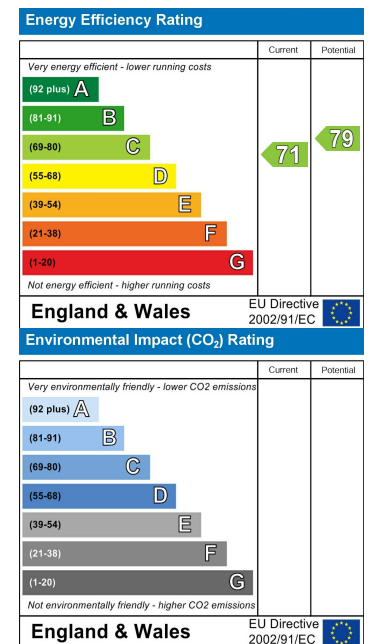 Energy Efficiency Rating
Current Potential
Very energy efficient - lower running costs
(92 plus) A
(81-91) B
(69-80) C
(55-68) D
(39-54) E
(21-38) F
(1-20) G
71
79
Not energy efficient - higher running costs
England & Wales
EU Directive
2002/91/EC
Environmental Impact (CO₂) Rating
Current Potential
Very environmentally friendly - lower CO2 emissions
(92 plus) A
(81-91) B
(69-80) C
(55-68) D
(39-54) E
(21-38) F
(1-20) G
Not environmentally friendly - higher CO2 emissions
England & Wales
EU Directive
2002/91/EC